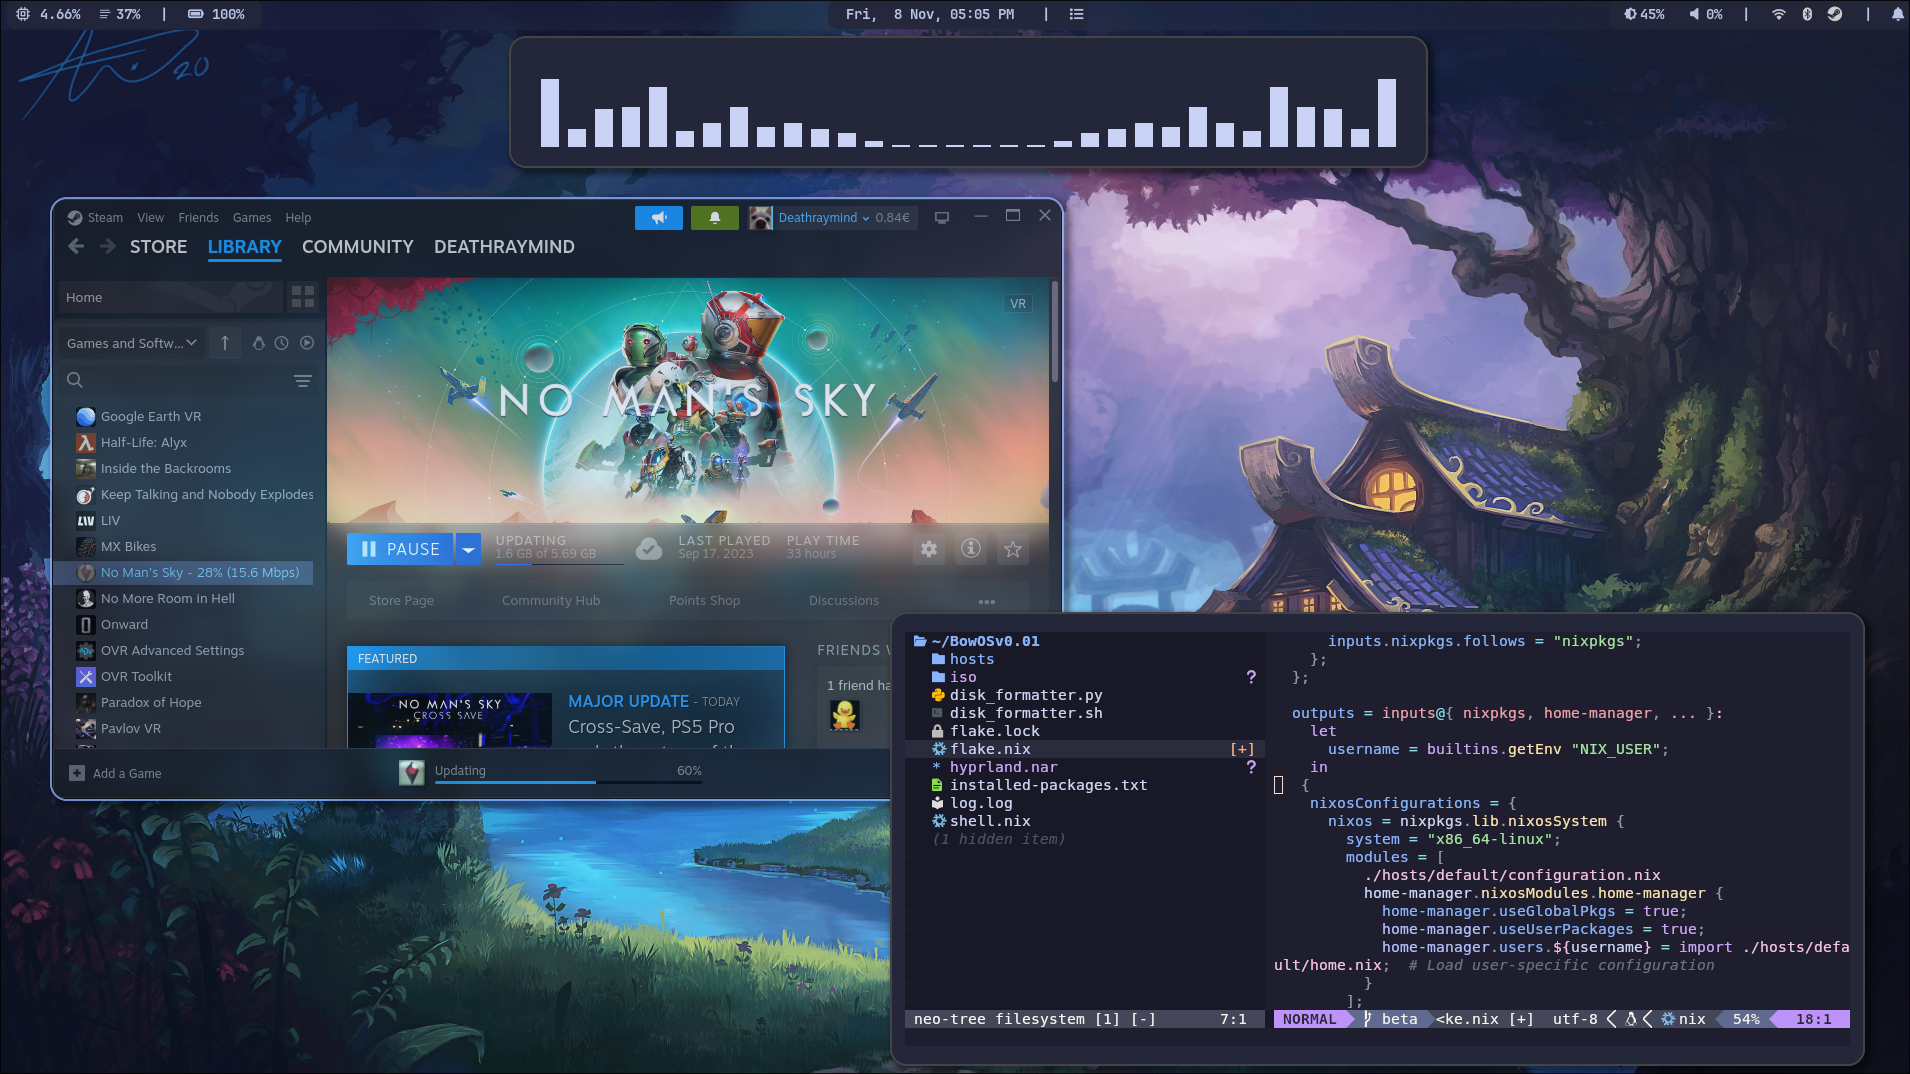 4.66% 37% | 100%
Fri, 8 Nov, 05:05 PM |
45% 0% | |
20
Steam View Friends Games Help
Deathraymind 0,84€
STORE LIBRARY COMMUNITY DEATHRAYMIND
Home
Games and Softw...
Google Earth VR
Half-Life: Alyx
Inside the Backrooms
Keep Talking and Nobody Explodes
LIV
MX Bikes
No Man's Sky - 28% (15.6 Mbps)
No More Room in Hell
Onward
OVR Advanced Settings
OVR Toolkit
Paradox of Hope
Pavlov VR
Add a Game
VR
NO MAN'S SKY
PAUSE
UPDATING
1.6 GB of 5.69 GB
LAST PLAYED
Sep 17, 2023
PLAY TIME
33 hours
Store Page Community Hub Points Shop Discussions
FEATURED
NO MAN'S SKY
CROSS SAVE
MAJOR UPDATE - TODAY
Cross-Save, PS5 Pro
FRIENDS W
1 friend ha
Updating 60%
~/BowOSv0.01
hosts
iso ?
disk_formatter.py
disk_formatter.sh
flake.lock
flake.nix [+]
hyprland.nar ?
installed-packages.txt
log.log
shell.nix
(1 hidden item)
neo-tree filesystem [1] [-] 7:1
inputs.nixpkgs.follows = "nixpkgs";
};
};
outputs = inputs@{ nixpkgs, home-manager, ... }:
let
username = builtins.getEnv "NIX_USER";
in
{
nixosConfigurations = {
nixos = nixpkgs.lib.nixosSystem {
system = "x86_64-linux";
modules = [
./hosts/default/configuration.nix
home-manager.nixosModules.home-manager {
home-manager.useGlobalPkgs = true;
home-manager.useUserPackages = true;
home-manager.users.${username} = import ./hosts/defa
ult/home.nix; # Load user-specific configuration
}
];
NORMAL beta <ke.nix [+] utf-8 < < nix 54% 18:1